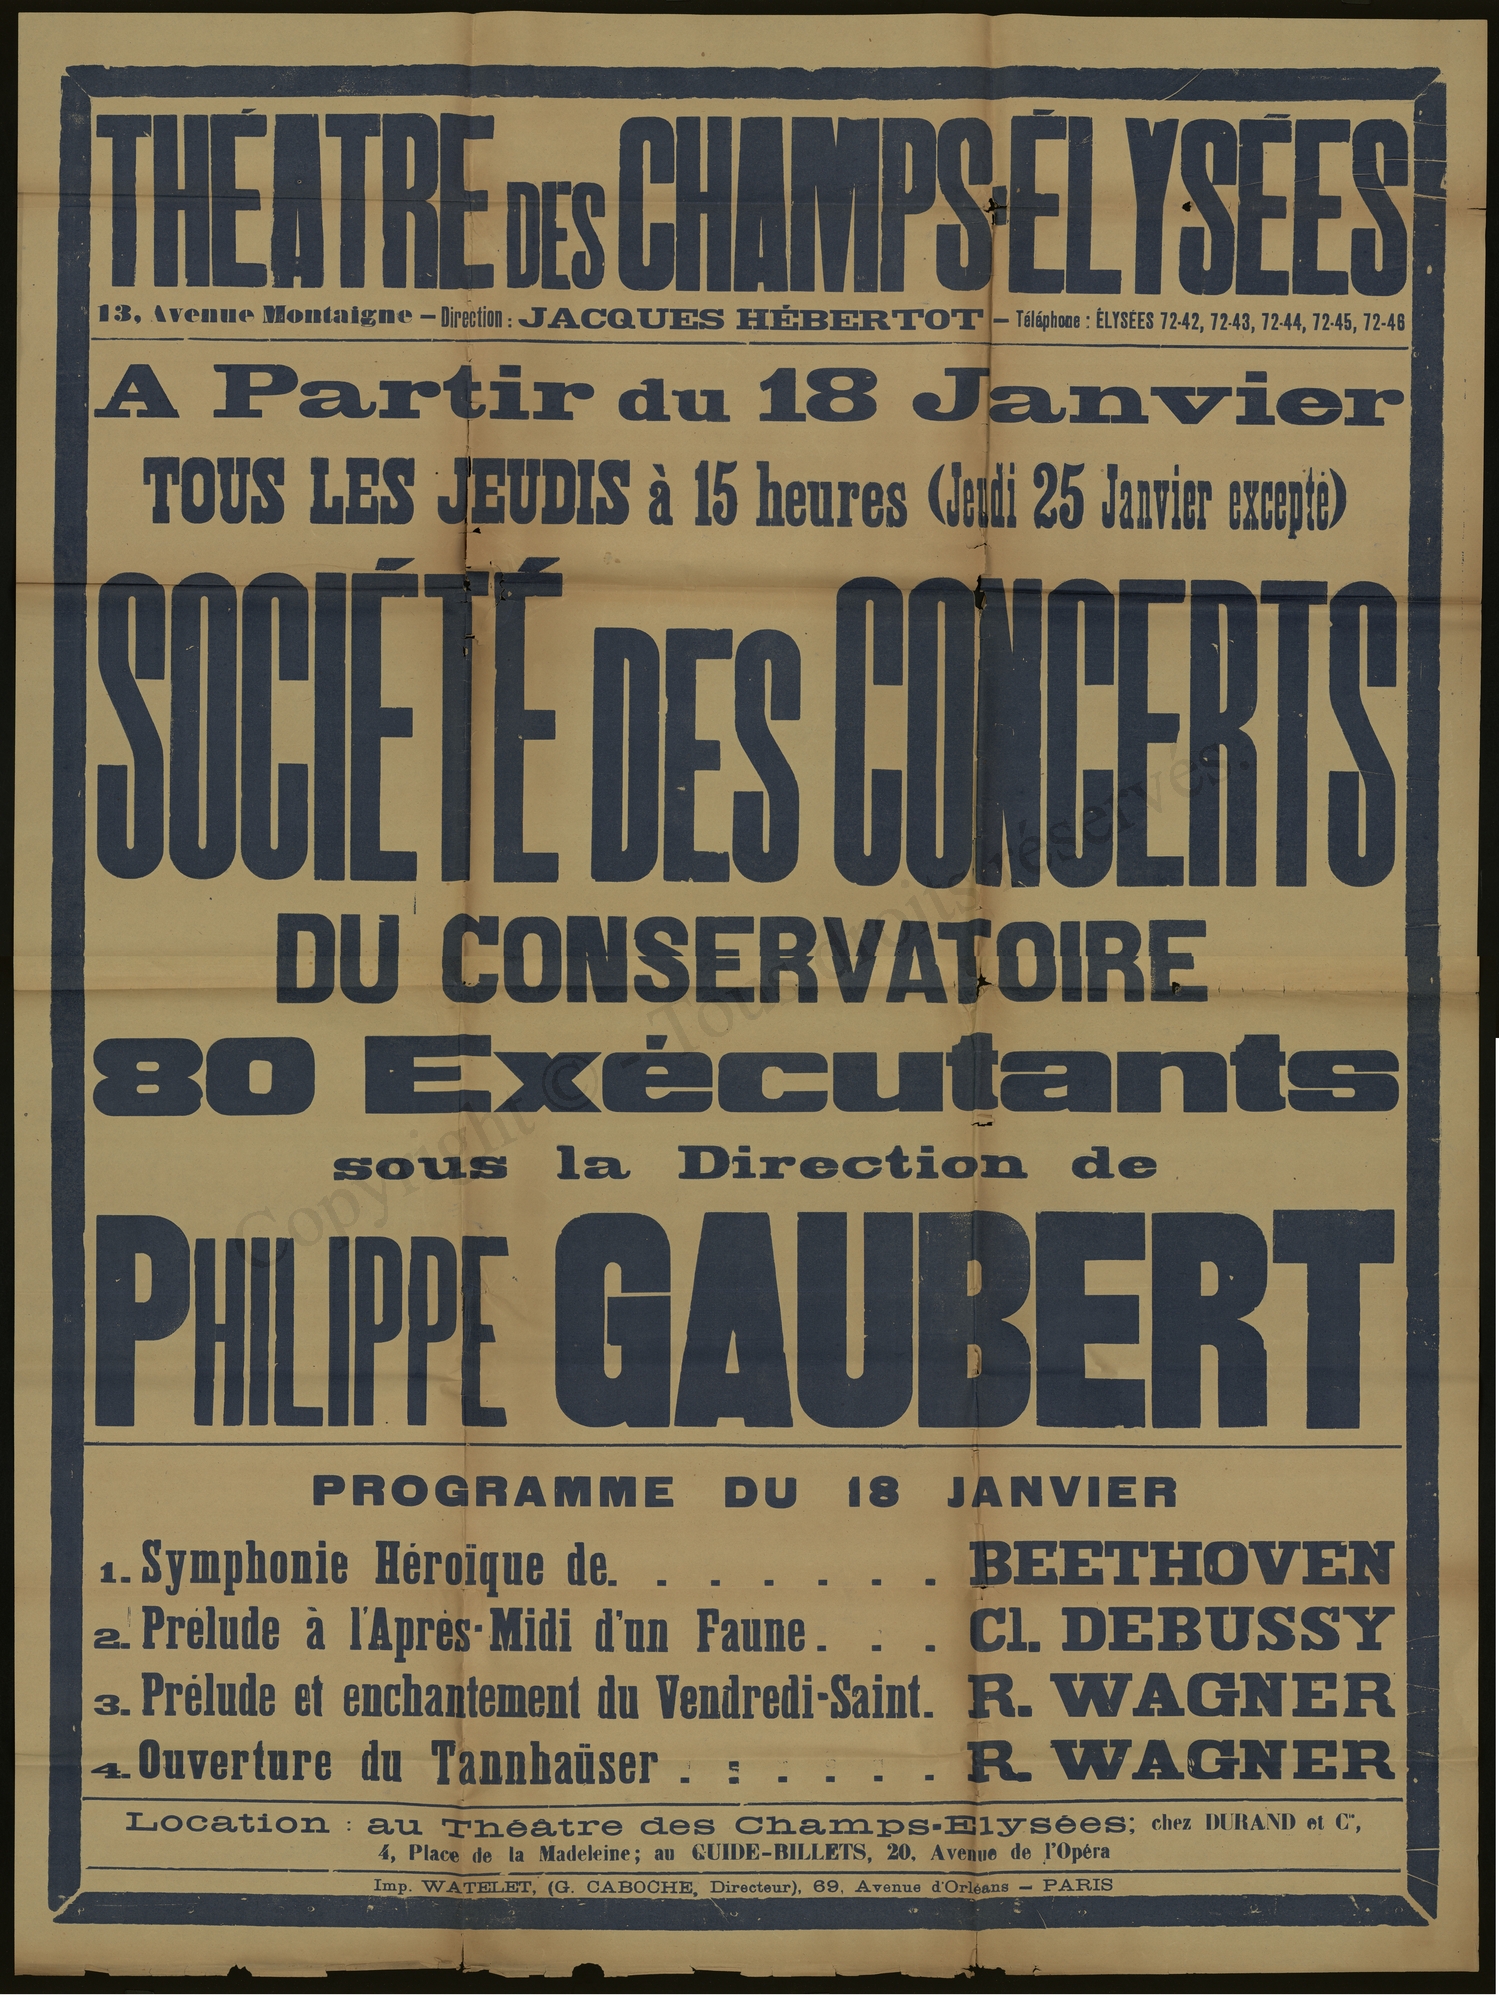 THÉATRE DES CHAMPS-ÉLYSÉES
13, Avenue Montaigne — Direction : JACQUES HÉBERTOT — Téléphone : ÉLYSÉES 72-42, 72-43, 72-44, 72-45, 72-46
A Partir du 18 Janvier
TOUS LES JEUDIS à 15 heures (Jeudi 25 Janvier excepté)
SOCIÉTÉ DES CONCERTS
DU CONSERVATOIRE
80 Exécutants
sous la Direction de
PHILIPPE GAUBERT
PROGRAMME DU 18 JANVIER
1. Symphonie Héroïque de. . . . . . . BEETHOVEN
2. Prélude à l'Après-Midi d'un Faune. . . . Cl. DEBUSSY
3. Prélude et enchantement du Vendredi-Saint. R. WAGNER
4. Ouverture du Tannhaüser . : . . . . R. WAGNER
Location : au Théâtre des Champs-Elysées; chez DURAND et Cie,
4, Place de la Madeleine; au GUIDE-BILLETS, 20, Avenue de l'Opéra
Imp. WATELET, (G. CABOCHE, Directeur), 69, Avenue d'Orléans — PARIS
Copyright © - Tous droits réservés.